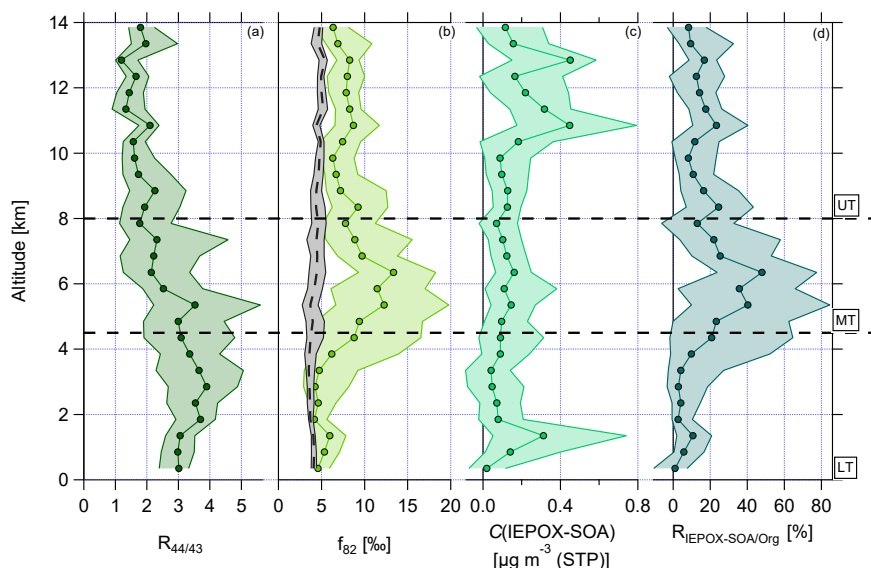 14
12
10
8
6
4
2
0
Altitude [km]
(a)
(b)
(c)
(d)
UT
MT
LT
0 1 2 3 4 5
0 5 10 15 20
0.0 0.4 0.8
0 20 40 60 80
R44/43
f82 [‰]
C(IEPOX-SOA)
[µg m⁻³ (STP)]
RIEPOX-SOA/Org [%]